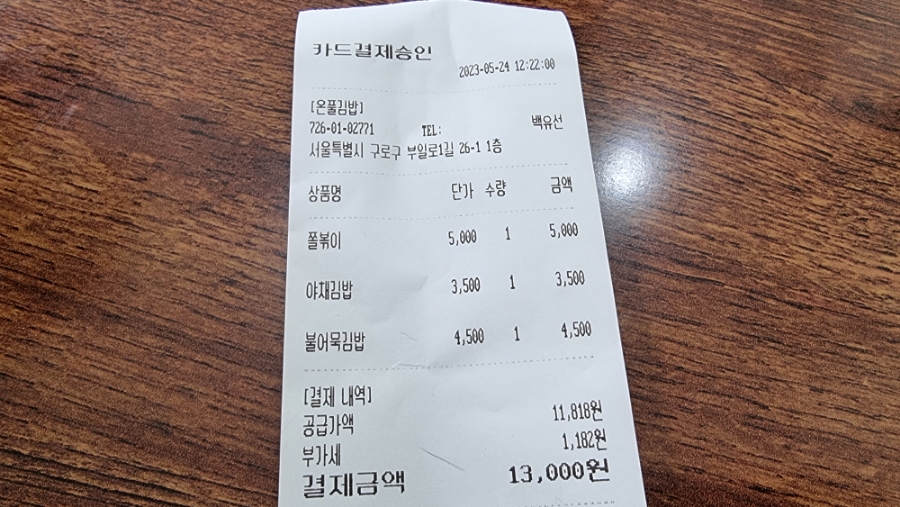 카드결제승인
2023-05-24 12:22:00
[온풀김밥]
726-01-02771 TEL: 백유선
서울특별시 구로구 부일로1길 26-1 1층
상품명 단가 수량 금액
쫄볶이 5,000 1 5,000
야채김밥 3,500 1 3,500
불어묵김밥 4,500 1 4,500
[결제 내역]
공급가액 11,818원
부가세 1,182원
결제금액 13,000원